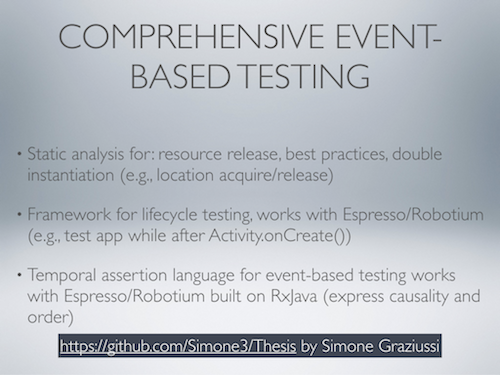 COMPREHENSIVE EVENT-
BASED TESTING
• Static analysis for: resource release, best practices, double
instantiation (e.g., location acquire/release)
• Framework for lifecycle testing, works with Espresso/Robotium
(e.g., test app while after Activity.onCreate())
• Temporal assertion language for event-based testing works
with Espresso/Robotium built on RxJava (express causality and
order)
https://github.com/Simone3/Thesis by Simone Graziussi